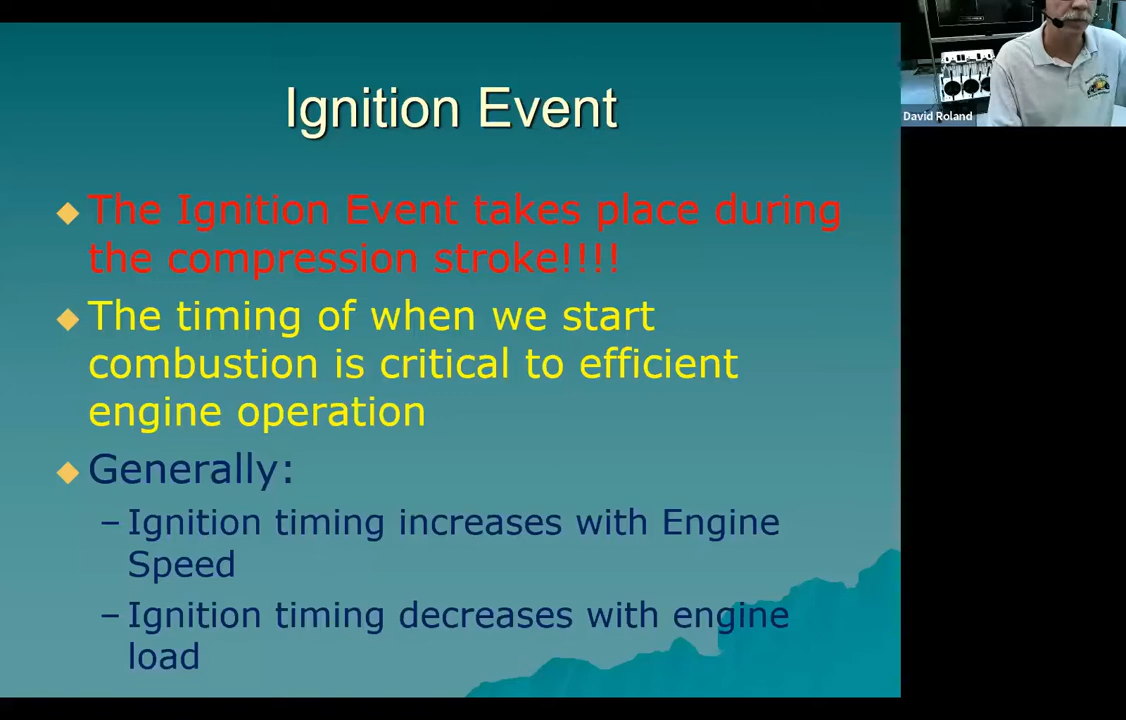 Ignition Event
David Roland
The Ignition Event takes place during
the compression stroke!!!!
The timing of when we start
combustion is critical to efficient
engine operation
Generally:
– Ignition timing increases with Engine
Speed
– Ignition timing decreases with engine
load